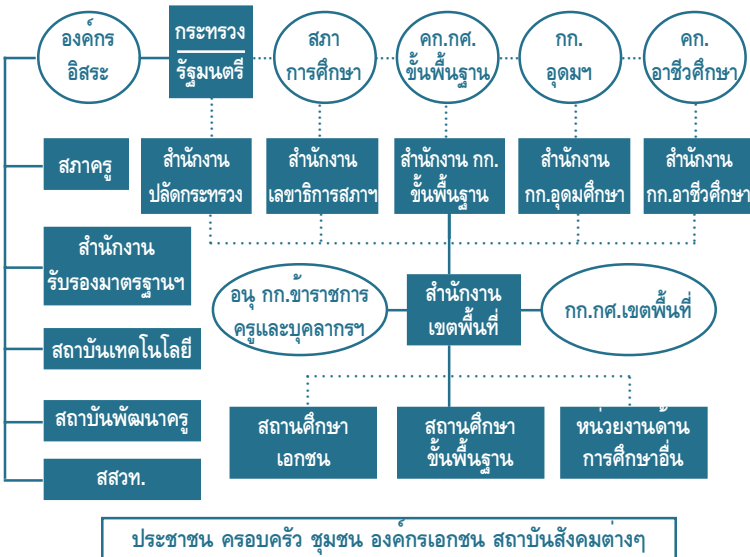 องค์กร
อิสระ
กระทรวง
รัฐมนตรี
สภา
การศึกษา
คก.กศ.
ขั้นพื้นฐาน
กก.
อุดมฯ
คก.
อาชีวศึกษา
สภาครู
สำนักงาน
ปลัดกระทรวง
สำนักงาน
เลขาธิการสภาฯ
สำนักงาน กก.
ขั้นพื้นฐาน
สำนักงาน
กก.อุดมศึกษา
สำนักงาน
กก.อาชีวศึกษา
สำนักงาน
รับรองมาตรฐานฯ
อนุ กก.ข้าราชการ
ครูและบุคลากรฯ
สำนักงาน
เขตพื้นที่
กก.กศ.เขตพื้นที่
สถาบันเทคโนโลยี
สถาบันพัฒนาครู
สถานศึกษา
เอกชน
สถานศึกษา
ขั้นพื้นฐาน
หน่วยงานด้าน
การศึกษาอื่น
สสวท.
ประชาชน ครอบครัว ชุมชน องค์กรเอกชน สถาบันสังคมต่างๆ